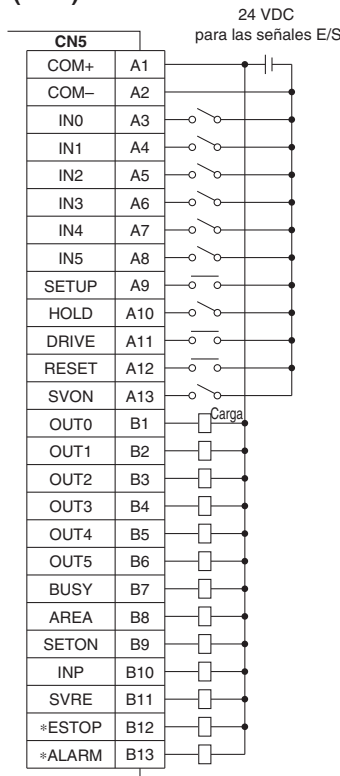 24 VDC
para las señales E/S
CN5
COM+ A1
COM– A2
IN0 A3
IN1 A4
IN2 A5
IN3 A6
IN4 A7
IN5 A8
SETUP A9
HOLD A10
DRIVE A11
RESET A12
SVON A13
OUT0 B1 Carga
OUT1 B2
OUT2 B3
OUT3 B4
OUT4 B5
OUT5 B6
BUSY B7
AREA B8
SETON B9
INP B10
SVRE B11
*ESTOP B12
*ALARM B13